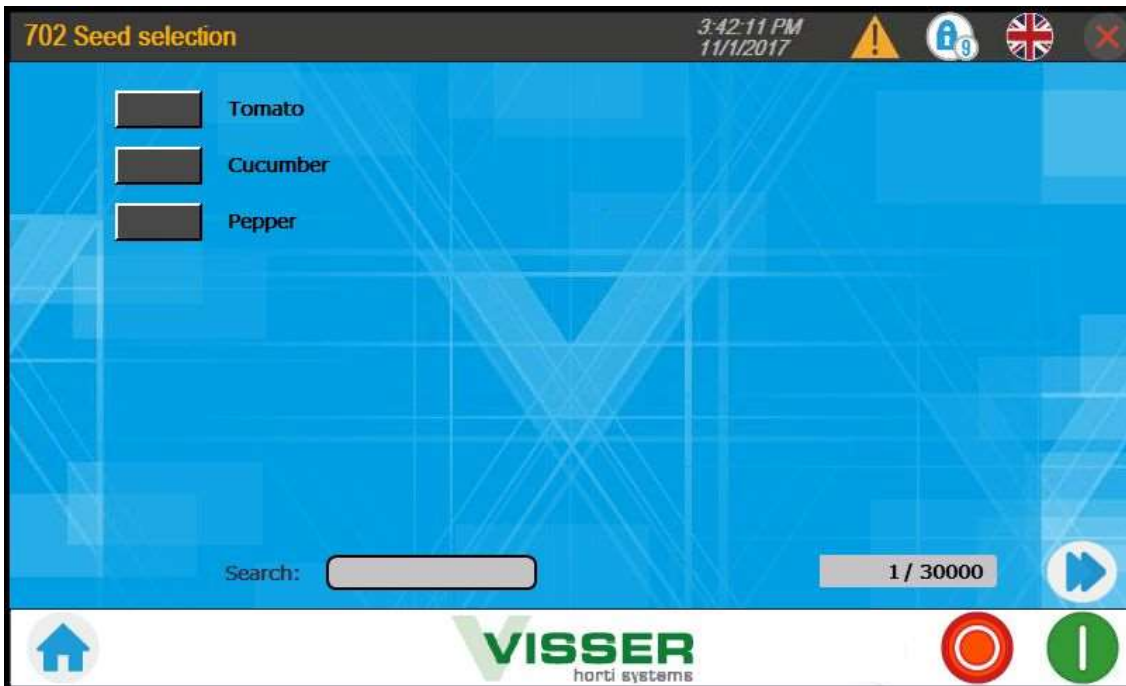 702 Seed selection
3:42:11 PM
11/1/2017
9
Tomato
Cucumber
Pepper
Search:
1 / 30000
VISSER
horti systems